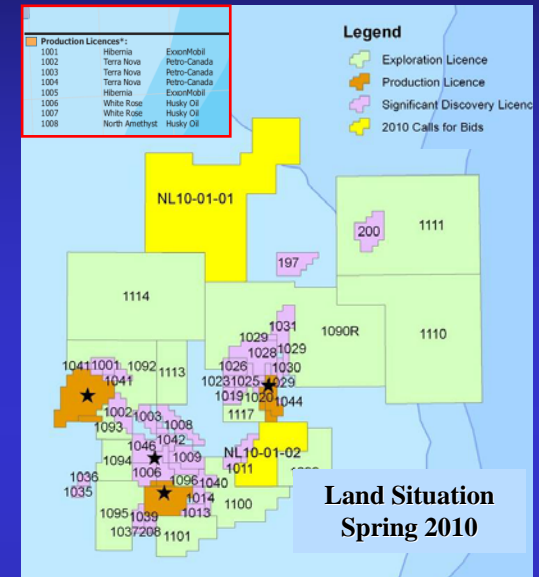 Production Licences*:
1001 Hibernia ExxonMobil
1002 Terra Nova Petro-Canada
1003 Terra Nova Petro-Canada
1004 Terra Nova Petro-Canada
1005 Hibernia ExxonMobil
1006 White Rose Husky Oil
1007 White Rose Husky Oil
1008 North Amethyst Husky Oil
Legend
Exploration Licence
Production Licence
Significant Discovery Licenc
2010 Calls for Bids
NL10-01-01
200
1111
197
1114
1031
1090R
1110
1029
1028
1029
1041
1001
1092
1113
1026
1030
1041
1023
1025
1029
1019
1020
1044
1002
1003
1117
1093
1008
1042
1046
NL10-01-02
1094
1009
1011
1006
1036
1096
1040
1035
1014
1100
1095
1039
1013
1037
208
1101
Land Situation
Spring 2010